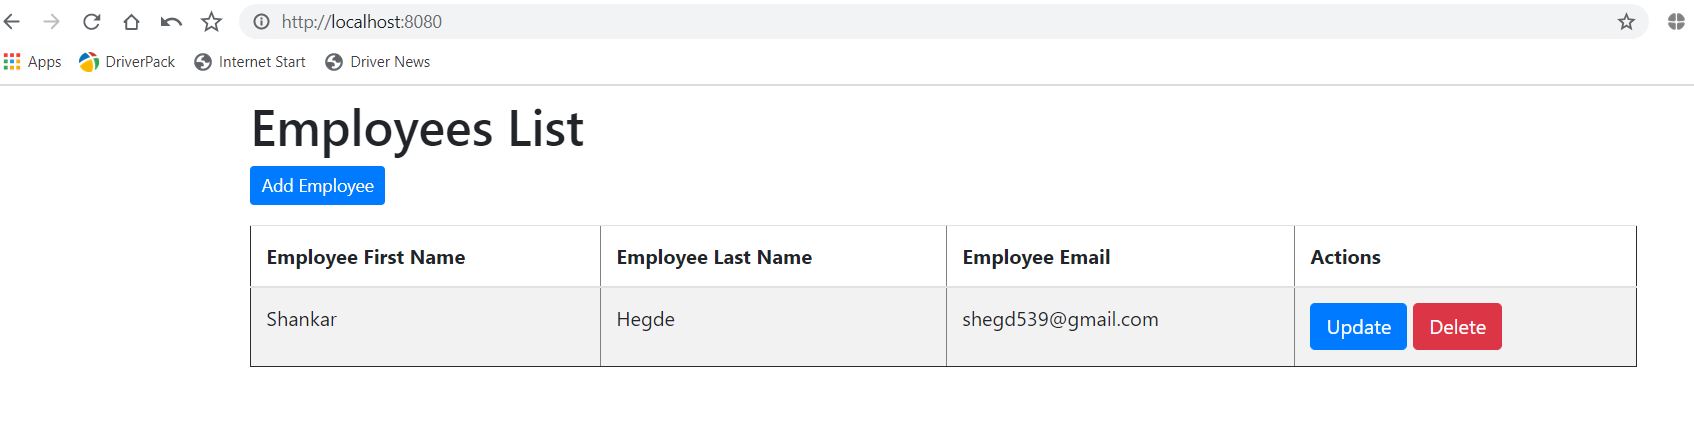 http://localhost:8080
Apps DriverPack Internet Start Driver News
Employees List
Add Employee
Employee First Name Employee Last Name Employee Email Actions
Shankar Hegde shegd539@gmail.com Update Delete